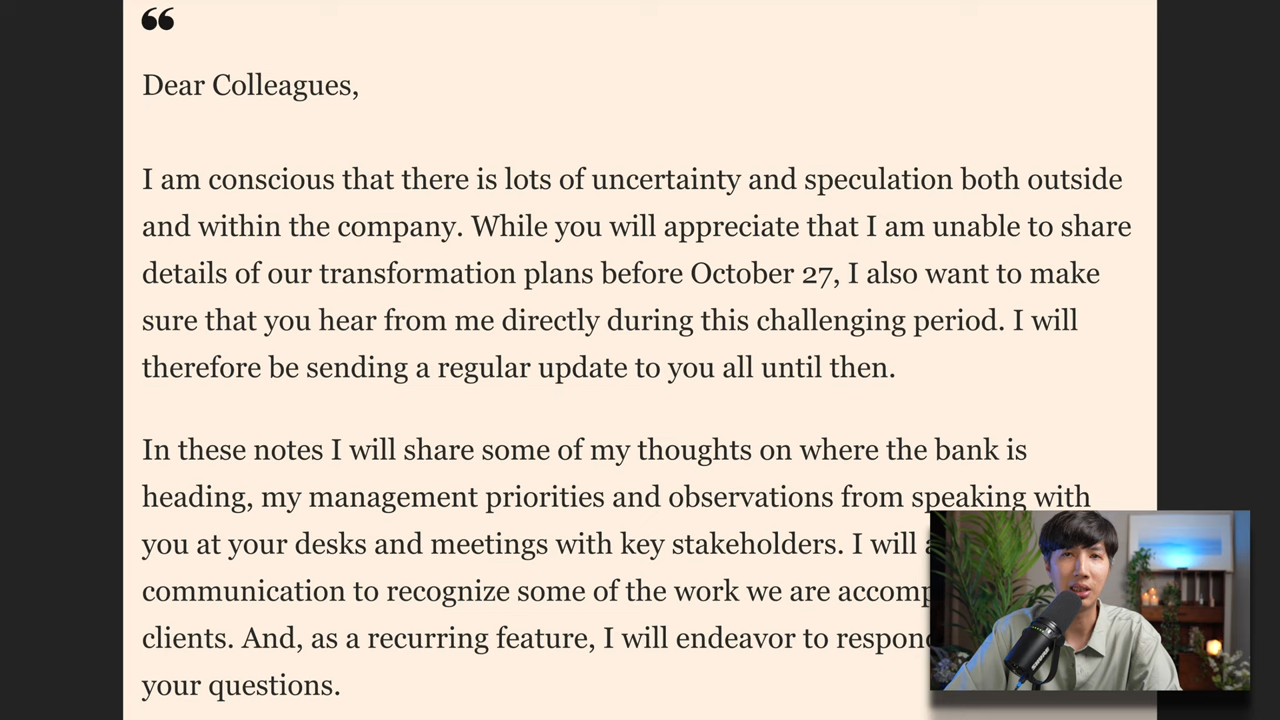 “
Dear Colleagues,
I am conscious that there is lots of uncertainty and speculation both outside
and within the company. While you will appreciate that I am unable to share
details of our transformation plans before October 27, I also want to make
sure that you hear from me directly during this challenging period. I will
therefore be sending a regular update to you all until then.
In these notes I will share some of my thoughts on where the bank is
heading, my management priorities and observations from speaking with
you at your desks and meetings with key stakeholders. I will
communication to recognize some of the work we are
clients. And, as a recurring feature, I will endeavor to
your questions.